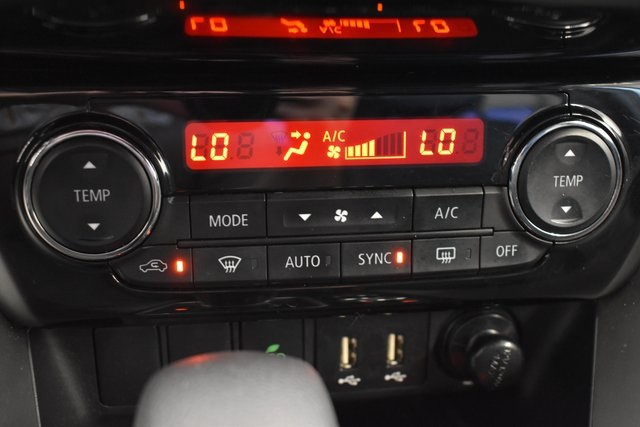 LO A/C LO
TEMP
TEMP
MODE
A/C
AUTO
SYNC
OFF